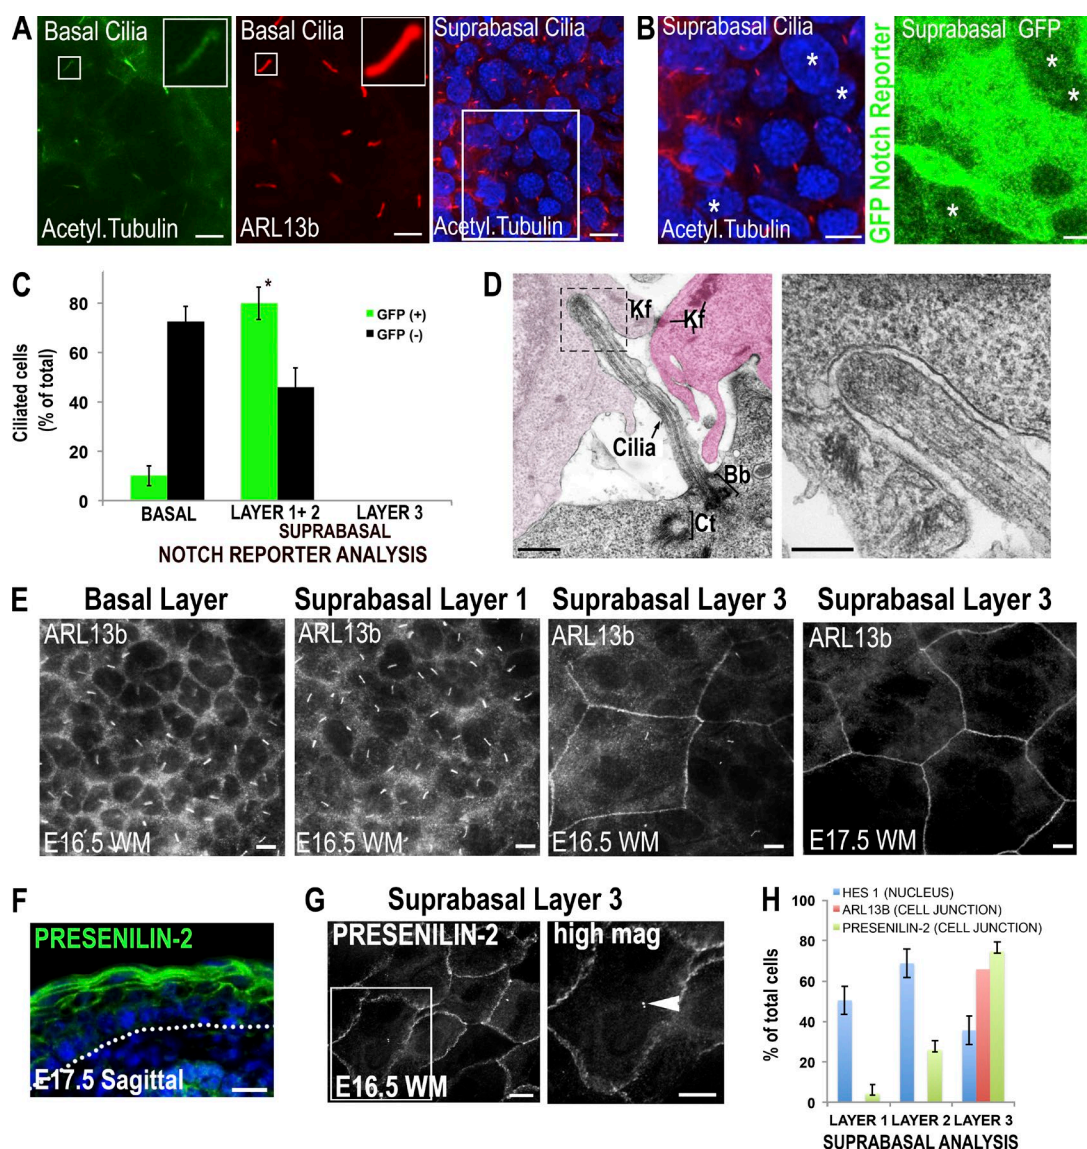 A
Basal Cilia
Acetyl.Tubulin
Basal Cilia
ARL13b
Suprabasal Cilia
Acetyl.Tubulin
B
Suprabasal Cilia
*
*
*
Acetyl.Tubulin
GFP Notch Reporter
Suprabasal GFP
*
*
*
C
Ciliated cells
(% of total)
80
60
40
20
0
*
GFP (+)
GFP (-)
BASAL
LAYER 1+ 2
LAYER 3
SUPRABASAL
NOTCH REPORTER ANALYSIS
D
Kf
Kf
Cilia
Bb
Ct
E
Basal Layer
Suprabasal Layer 1
Suprabasal Layer 3
Suprabasal Layer 3
ARL13b
ARL13b
ARL13b
ARL13b
E16.5 WM
E16.5 WM
E16.5 WM
E17.5 WM
F
PRESENILIN-2
E17.5 Sagittal
G
Suprabasal Layer 3
PRESENILIN-2
high mag
E16.5 WM
H
HES 1 (NUCLEUS)
ARL13B (CELL JUNCTION)
PRESENILIN-2 (CELL JUNCTION)
% of total cells
100
80
60
40
20
0
LAYER 1
LAYER 2
LAYER 3
SUPRABASAL ANALYSIS